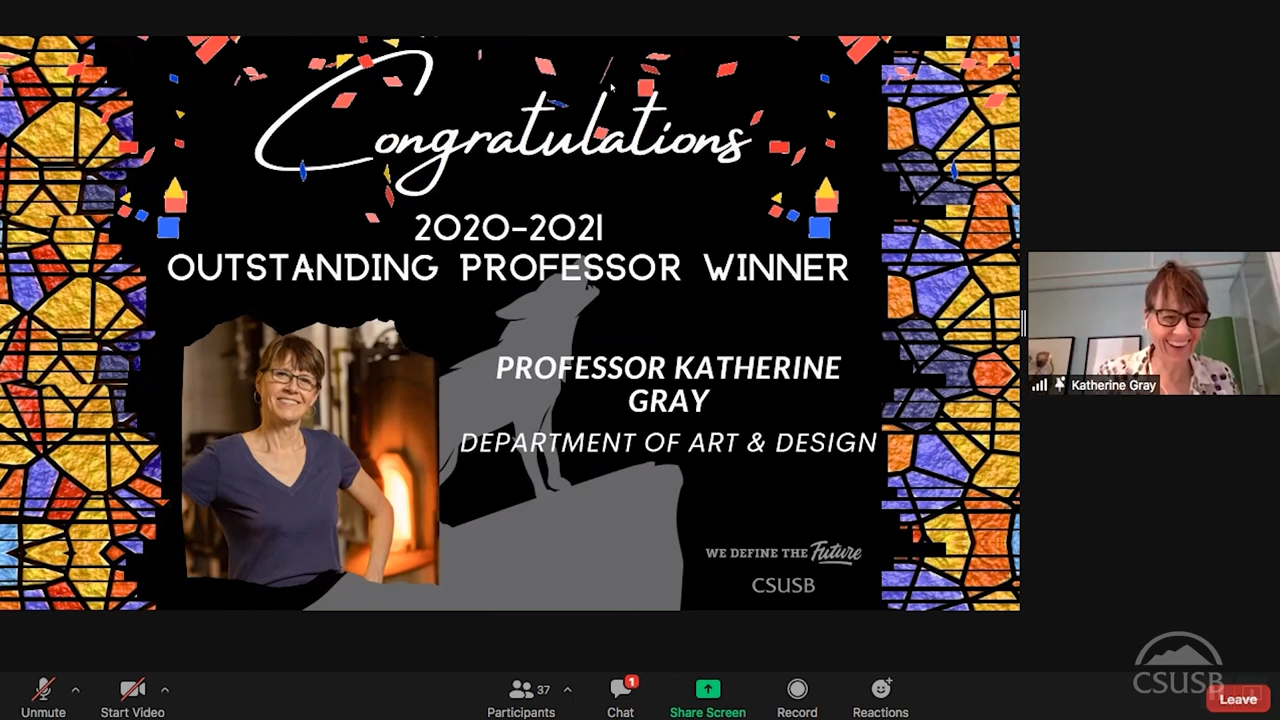 Congratulations
2020-2021
OUTSTANDING PROFESSOR WINNER
PROFESSOR KATHERINE
GRAY
DEPARTMENT OF ART & DESIGN
WE DEFINE THE Future
CSUSB
Katherine Gray
CSUSB
Unmute
Start Video
Participants
37
Chat
1
Share Screen
Record
Reactions
Leave